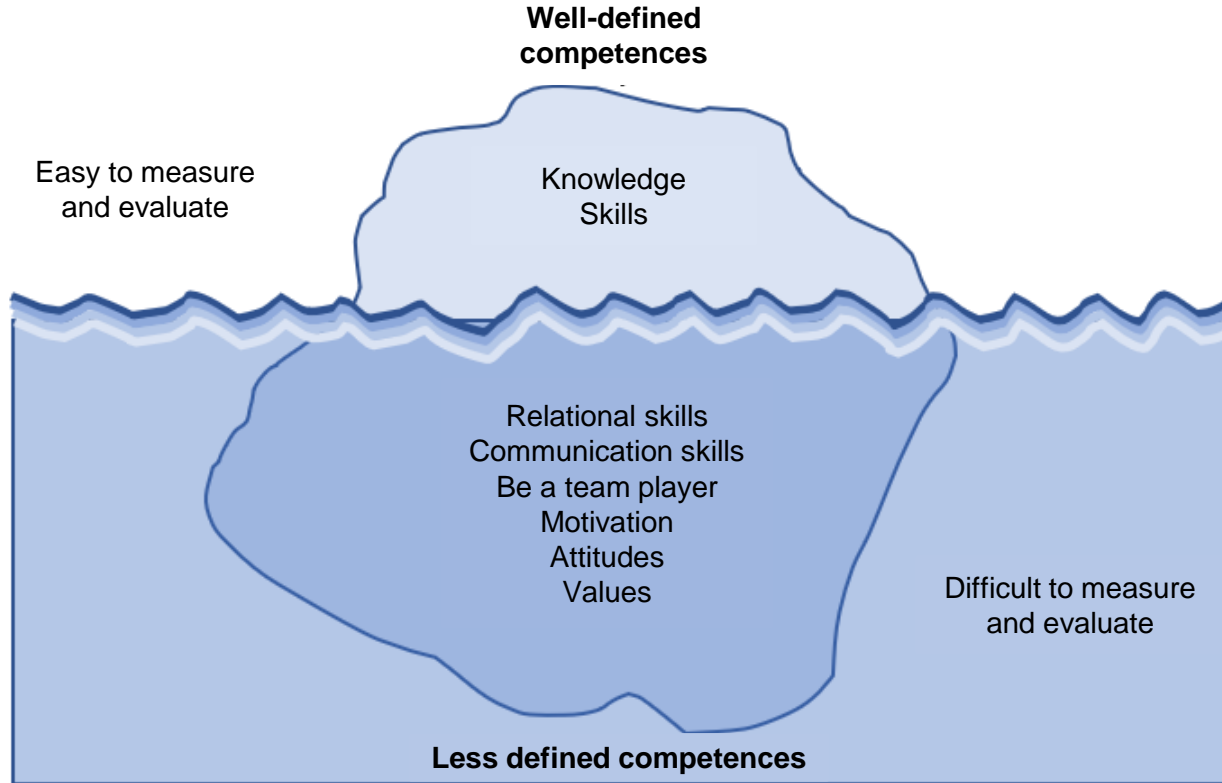 Well-defined
competences
Easy to measure
and evaluate
Knowledge
Skills
Relational skills
Communication skills
Be a team player
Motivation
Attitudes
Values
Difficult to measure
and evaluate
Less defined competences